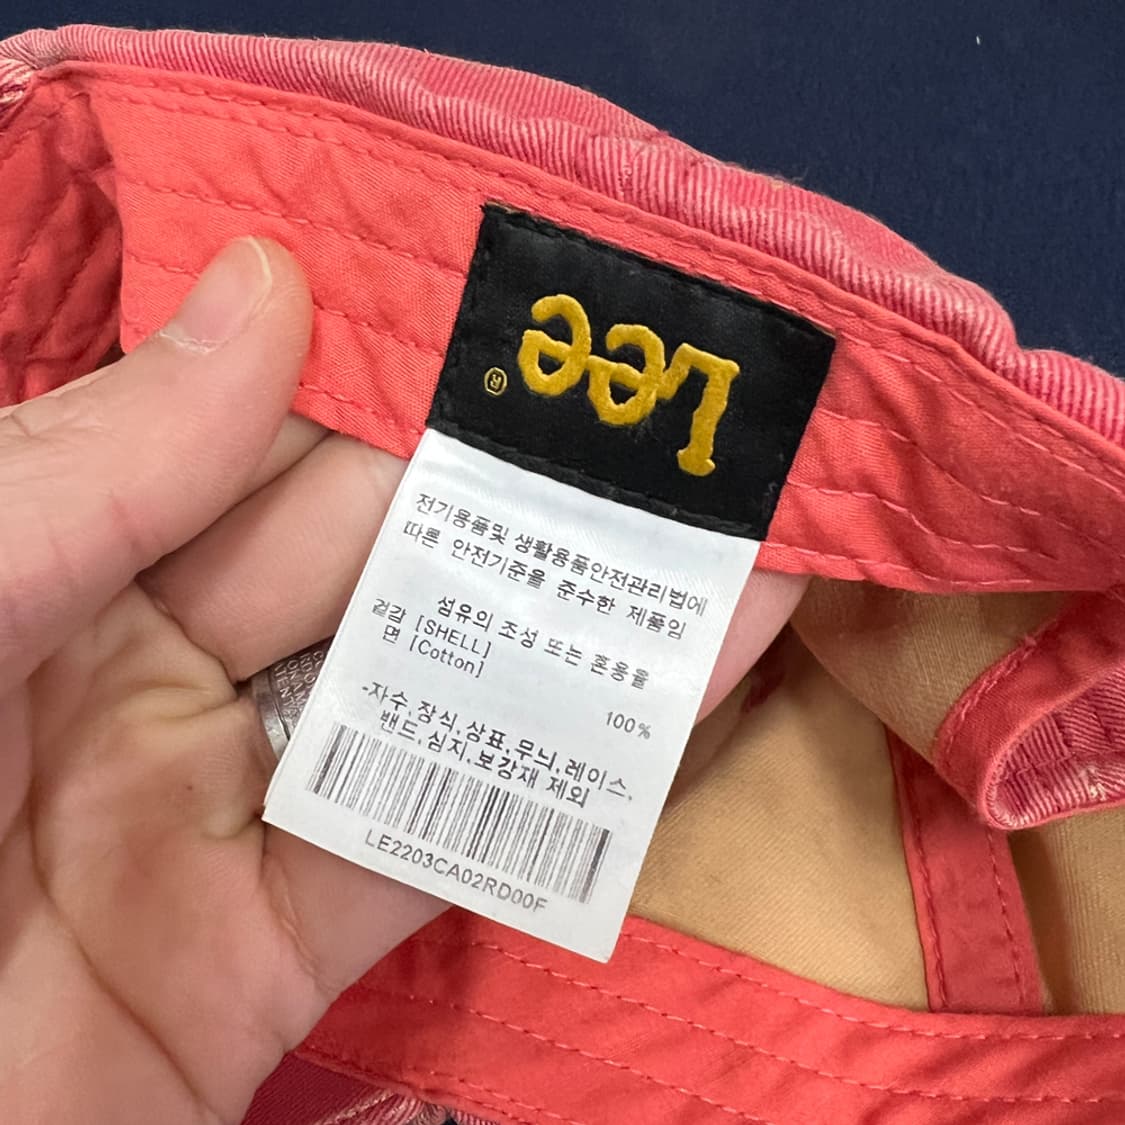 Lee
®
전기용품및 생활용품안전관리법에
따른 안전기준을 준수한 제품임
섬유의 조성 또는 혼용율
겉감 [SHELL]
면 [Cotton]
100%
-자수,장식,상표,무늬,레이스,
밴드,심지,보강재 제외
LE2203CA02RD00F